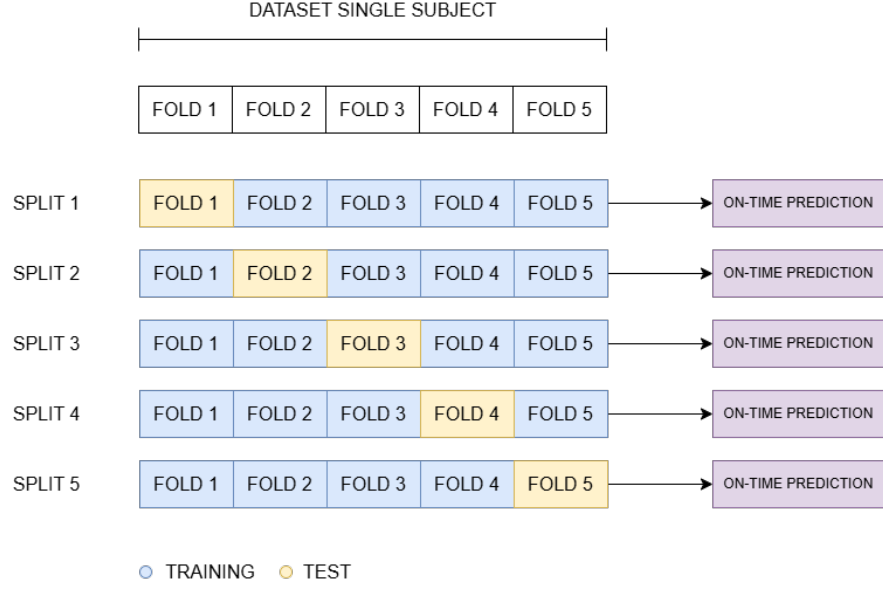 DATASET SINGLE SUBJECT
FOLD 1 FOLD 2 FOLD 3 FOLD 4 FOLD 5
SPLIT 1 FOLD 1 FOLD 2 FOLD 3 FOLD 4 FOLD 5 ON-TIME PREDICTION
SPLIT 2 FOLD 1 FOLD 2 FOLD 3 FOLD 4 FOLD 5 ON-TIME PREDICTION
SPLIT 3 FOLD 1 FOLD 2 FOLD 3 FOLD 4 FOLD 5 ON-TIME PREDICTION
SPLIT 4 FOLD 1 FOLD 2 FOLD 3 FOLD 4 FOLD 5 ON-TIME PREDICTION
SPLIT 5 FOLD 1 FOLD 2 FOLD 3 FOLD 4 FOLD 5 ON-TIME PREDICTION
TRAINING TEST